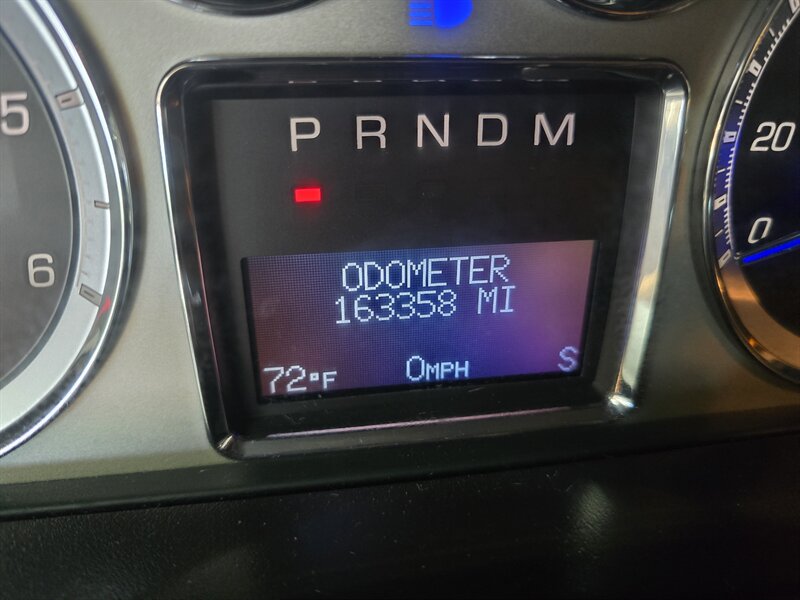 P R N D M
ODOMETER
163358 MI
72°F 0MPH S
5
6
20
0